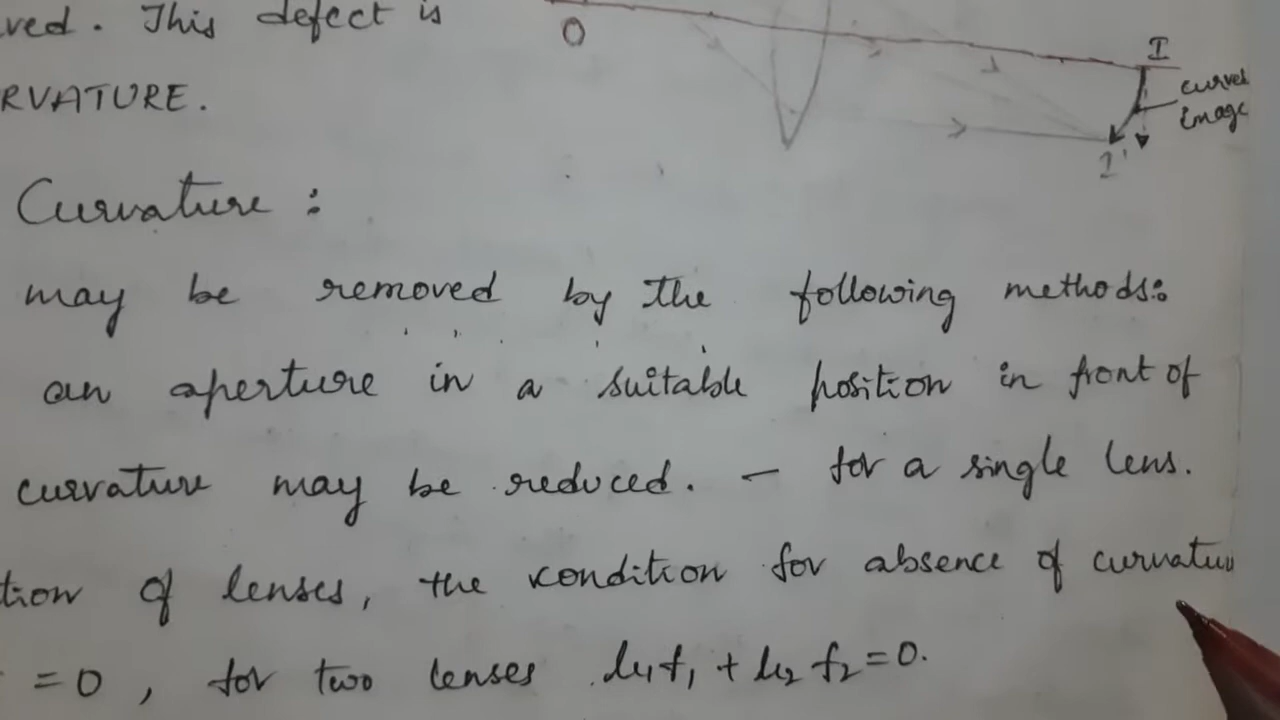 ved. This defect is
RVATURE.
O
I
curved image
I'
Curvature :
may be removed by the following methods:
an aperture in a suitable position in front of
curvature may be reduced. — for a single lens.
tion of lenses, the condition for absence of curvatu
= 0 , for two lenses μ1f1 + μ2 f2 = 0.